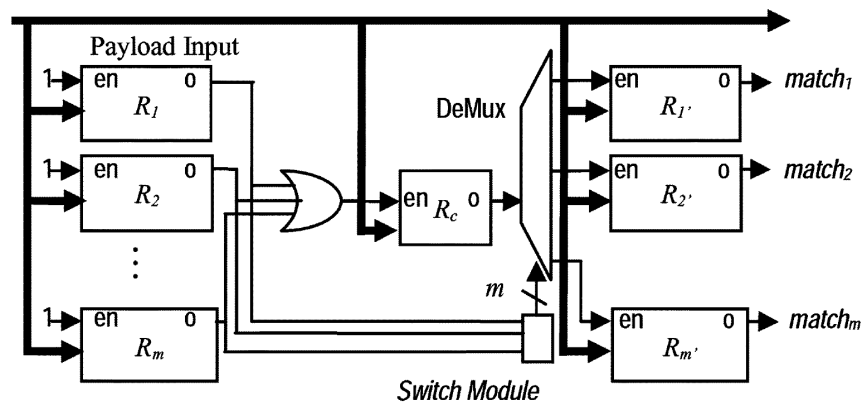 Payload Input
1 en o R1
1 en o R2
⋮
1 en o Rm
en o Rc
DeMux
m
Switch Module
en o R1' match1
en o R2' match2
en o Rm' matchm